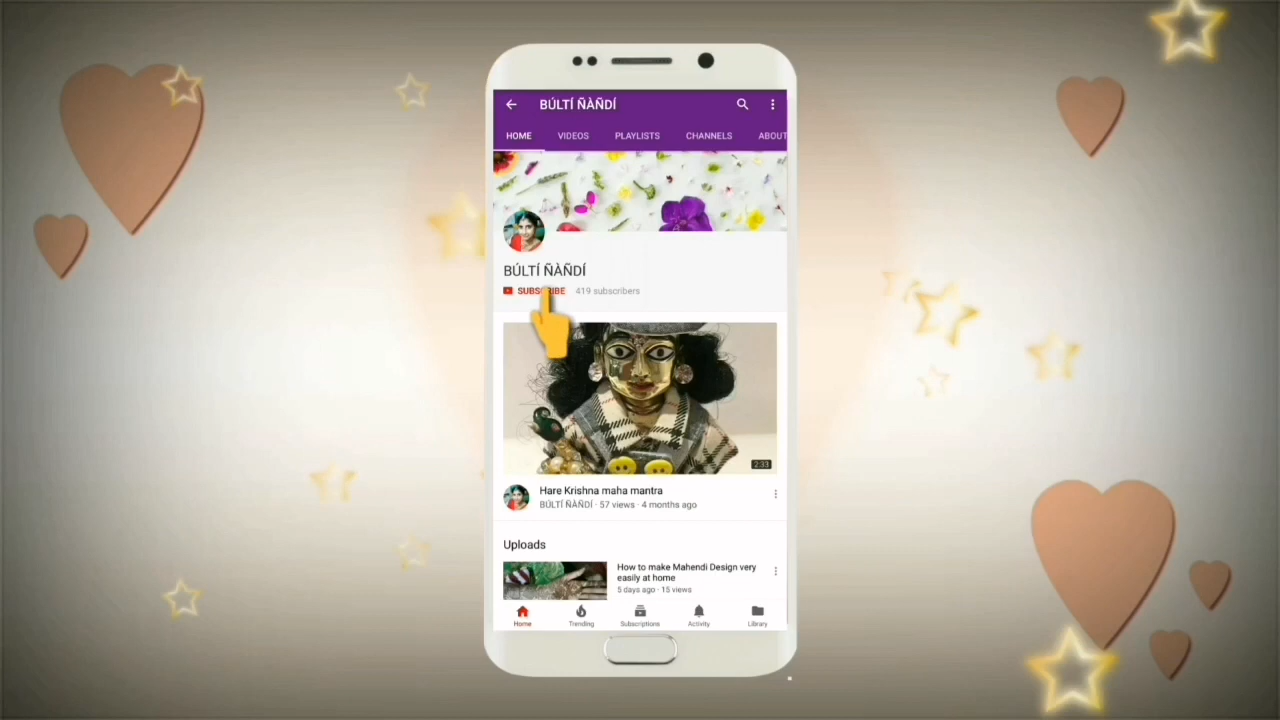 BÚLTÍ ÑÀÑDÍ
HOME VIDEOS PLAYLISTS CHANNELS ABOUT
BÚLTÍ ÑÀÑDÍ
SUBSCRIBE 419 subscribers
2:33
Hare Krishna maha mantra
BÚLTÍ ÑÀÑDÍ · 57 views · 4 months ago
Uploads
How to make Mahendi Design very
easily at home
5 days ago · 15 views
Home Trending Subscriptions Activity Library